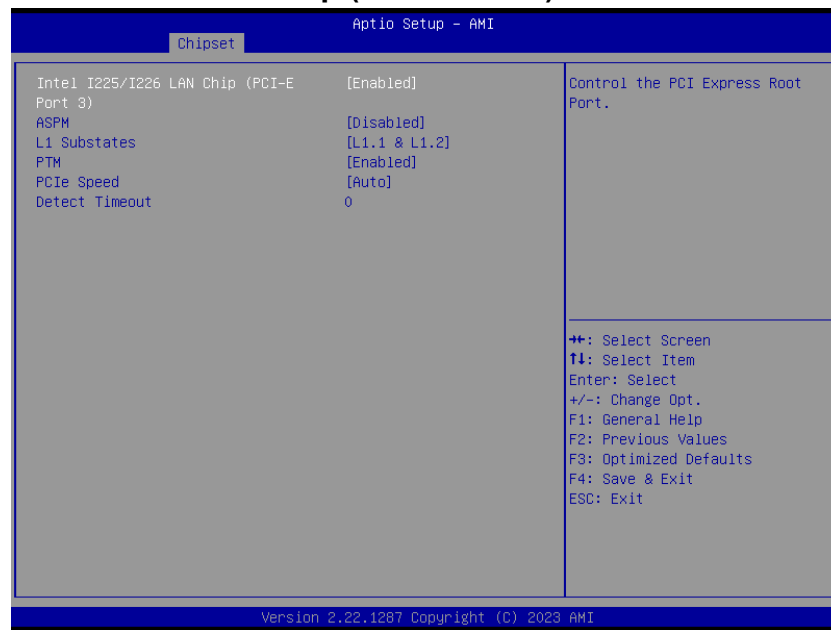 Aptio Setup – AMI
Chipset
Intel I225/I226 LAN Chip (PCI-E Port 3) [Enabled]
ASPM [Disabled]
L1 Substates [L1.1 & L1.2]
PTM [Enabled]
PCIe Speed [Auto]
Detect Timeout 0
Control the PCI Express Root
Port.
→←: Select Screen
↑↓: Select Item
Enter: Select
+/-: Change Opt.
F1: General Help
F2: Previous Values
F3: Optimized Defaults
F4: Save & Exit
ESC: Exit
Version 2.22.1287 Copyright (C) 2023 AMI